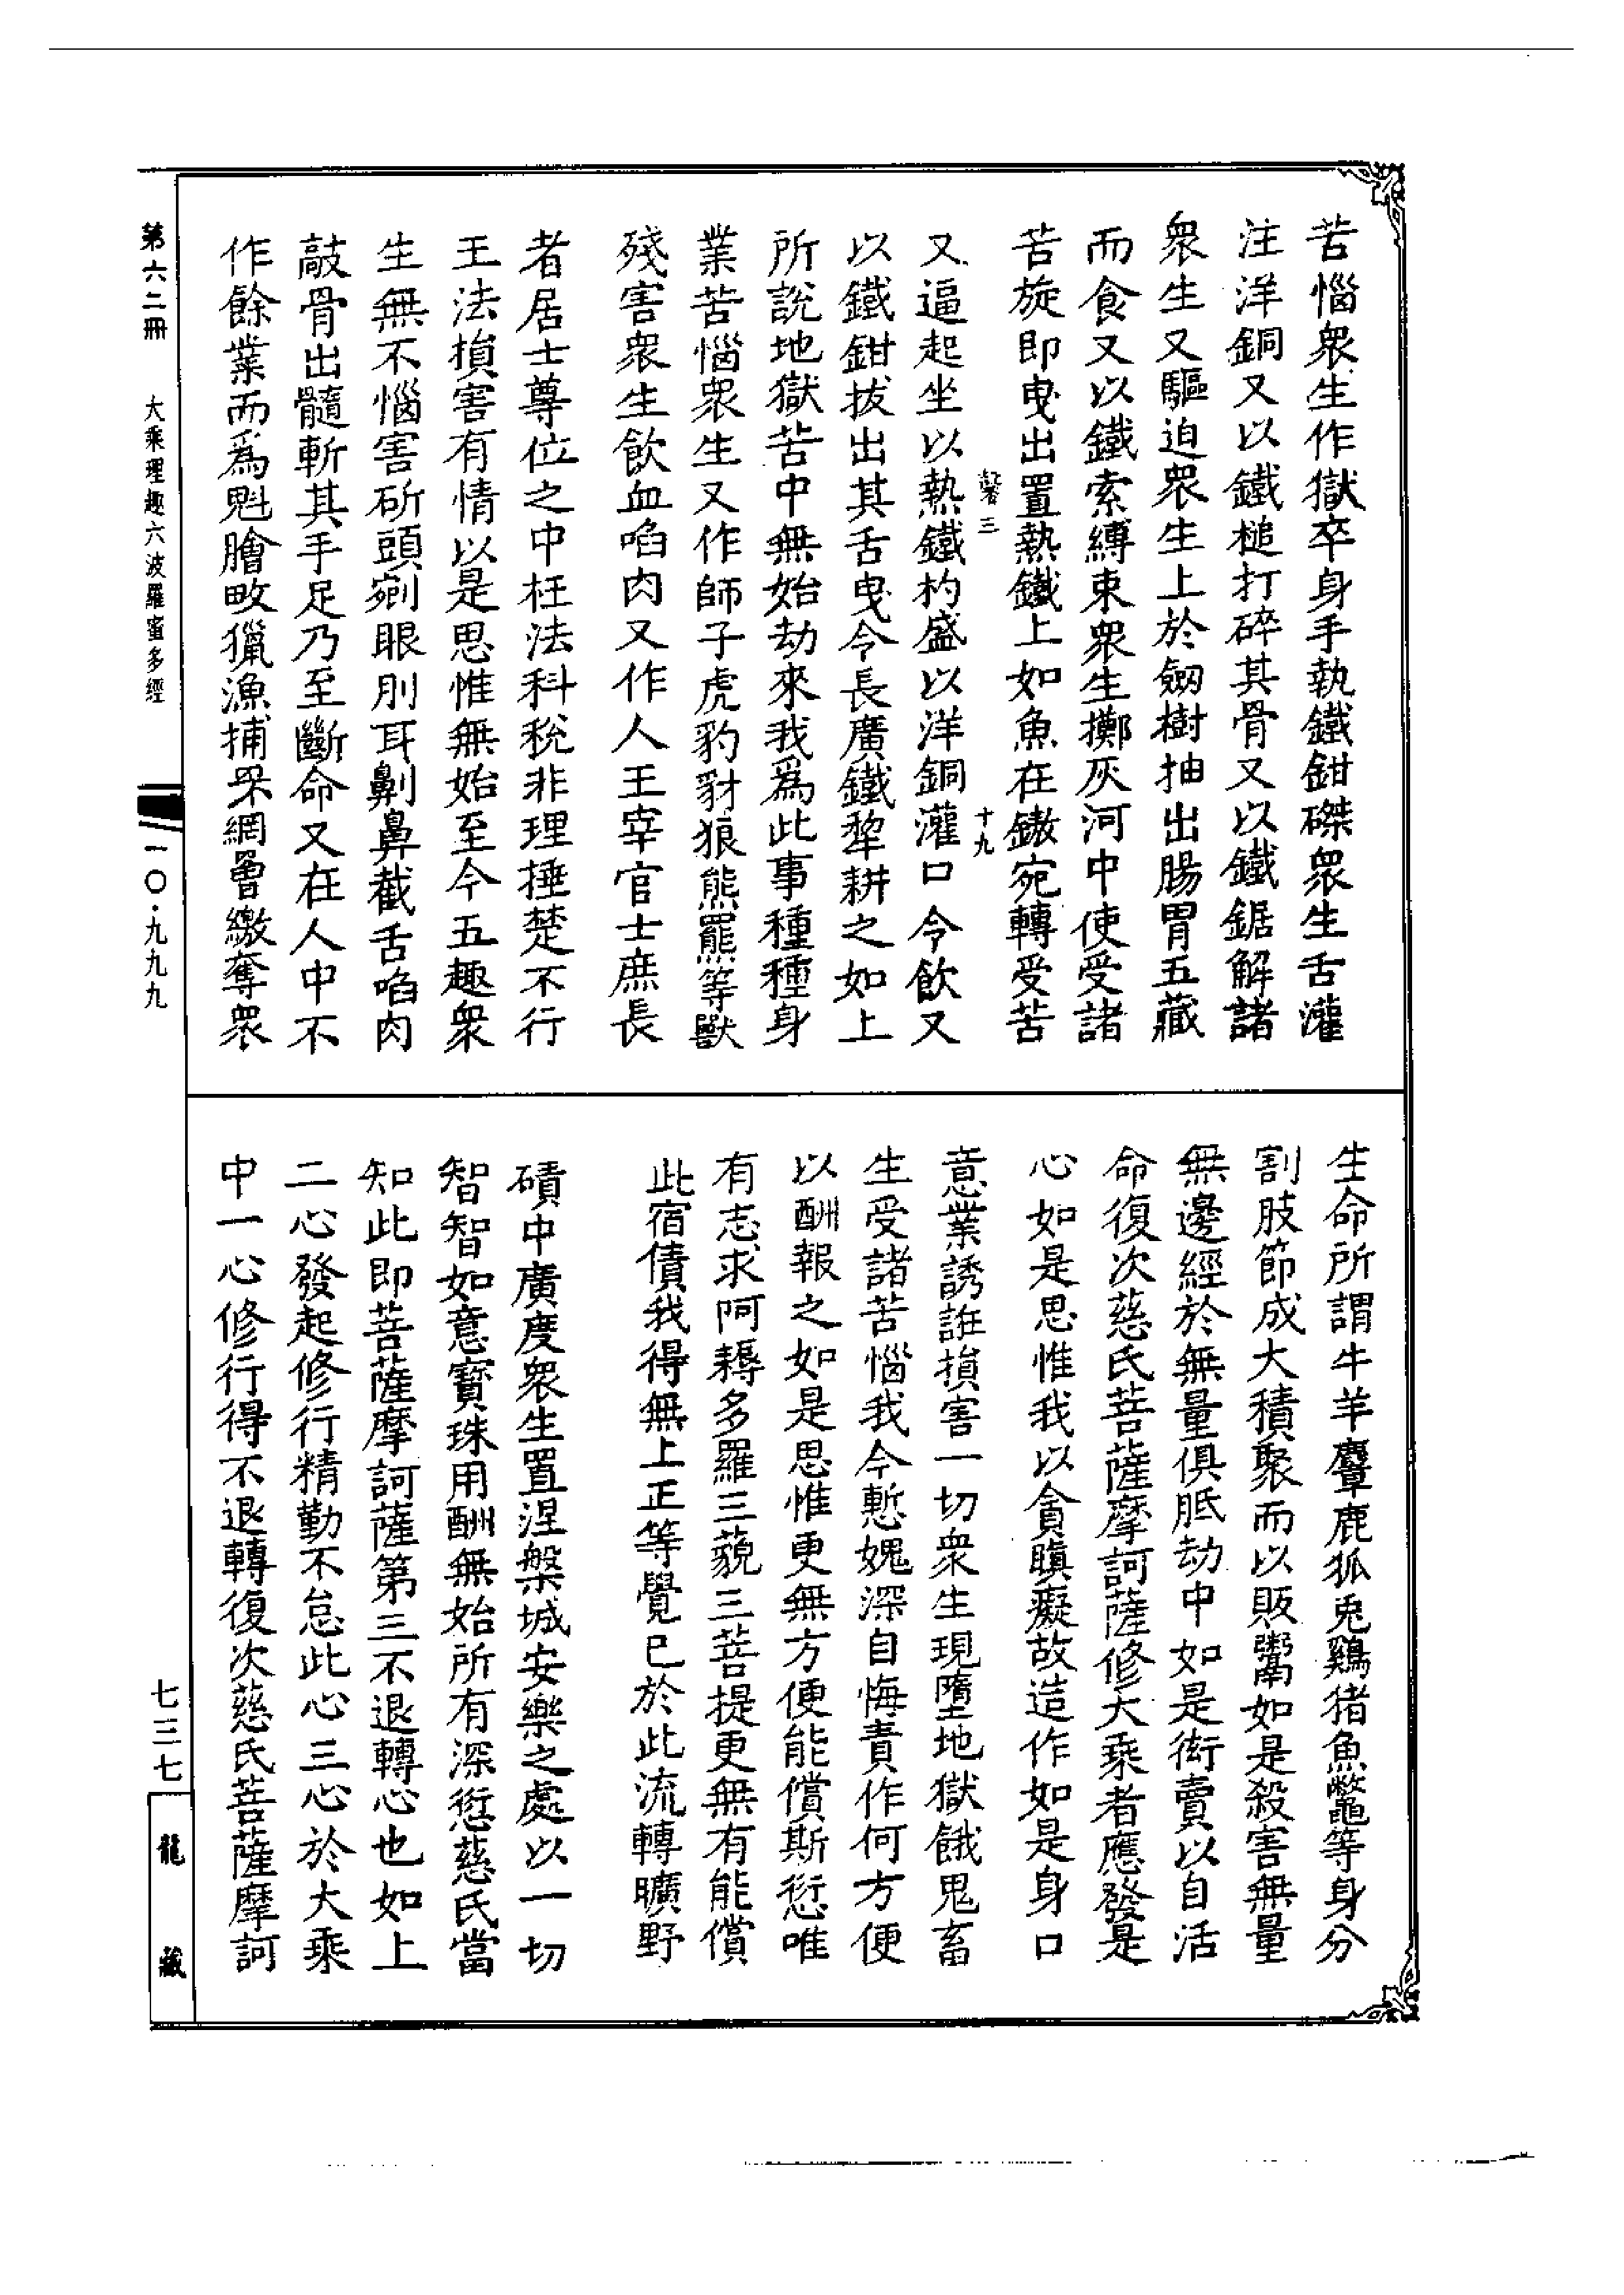 苦惱衆生作獄卒身手執鐵鉗磔衆生舌灌
注洋銅又以鐵槌打碎其骨又以鐵鋸解諸
衆生又驅迫衆生上於劒樹抽出腸胃五藏
而食又以鐵索縛束衆生擲灰河中使受諸
苦旋即曳出置熱鐵上如魚在鏊宛轉受苦
馨三 十九
又逼起坐以熱鐵杓盛以洋銅灌口令飲又
以鐵鉗拔出其舌曳令長廣鐵犂耕之如上
所說地獄苦中無始劫來我爲此事種種身
業苦惱衆生又作師子虎豹豺狼熊羆等獸
殘害衆生飲血啗肉又作人王宰官士庶長
者居士尊位之中枉法科稅非理捶楚不行
王法損害有情以是思惟無始至今五趣衆
生無不惱害斫頭剜眼刖耳劓鼻截舌啗肉
敲骨出髓斬其手足乃至斷命又在人中不
作餘業而爲魁膾畋獵漁捕罘網罾繳奪衆
生命所謂牛羊麞鹿狐兎鷄猪魚鼈等身分
割肢節成大積聚而以販鬻如是殺害無量
無邊經於無量俱胝劫中如是衒賣以自活
命復次慈氏菩薩摩訶薩修大乘者應發是
心如是思惟我以貪瞋癡故造作如是身口
意業誘誑損害一切衆生現墮地獄餓鬼畜
生受諸苦惱我今慙媿深自悔責作何方便
以酬報之如是思惟更無方便能償斯愆唯
有志求阿耨多羅三藐三菩提更無有能償
此宿債我得無上正等覺已於此流轉曠野
磧中廣度衆生置涅槃城安樂之處以一切
智智如意寶珠用酬無始所有深愆慈氏當
知此即菩薩摩訶薩第三不退轉心也如上
二心發起修行精勤不怠此心三心於大乘
中一心修行得不退轉復次慈氏菩薩摩訶
第六二冊 大乘理趣六波羅蜜多經
一〇·九九九
七三七
龍藏